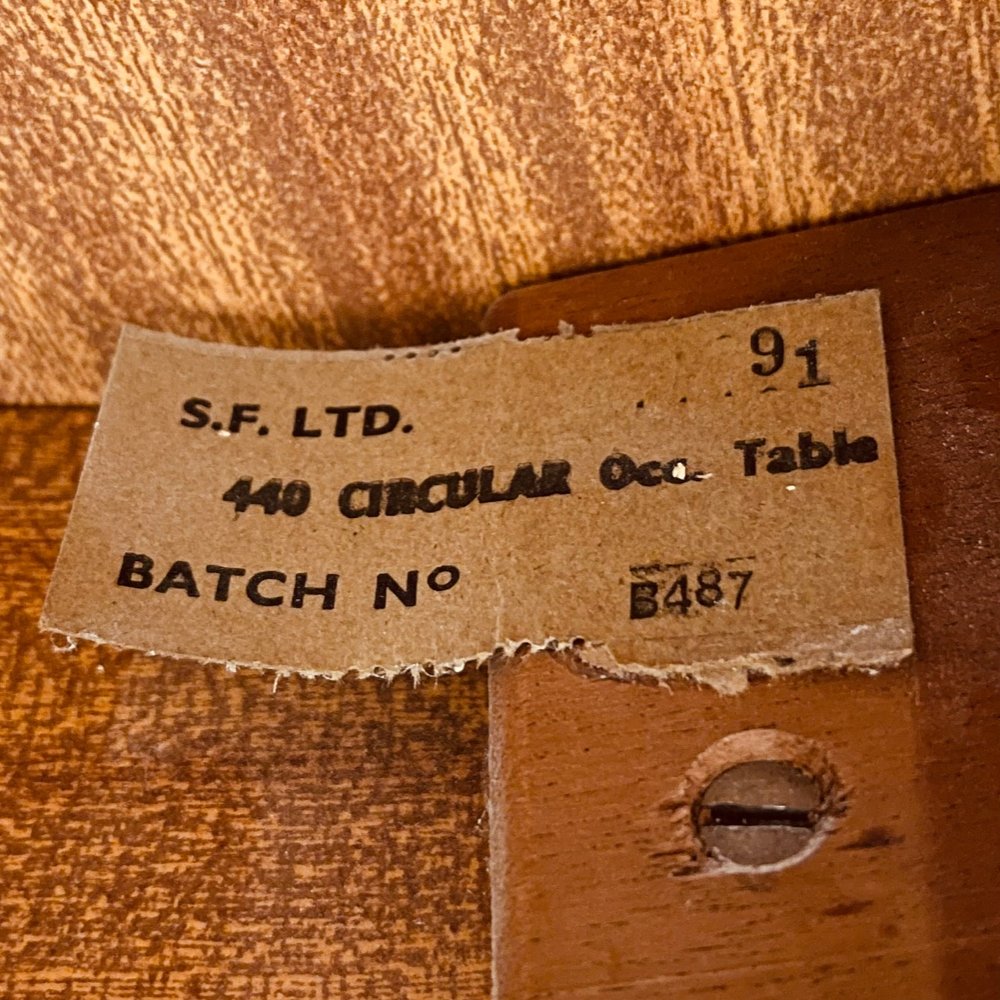 91
S.F. LTD.
440 CIRCULAR Occ. Table
BATCH Nº B487